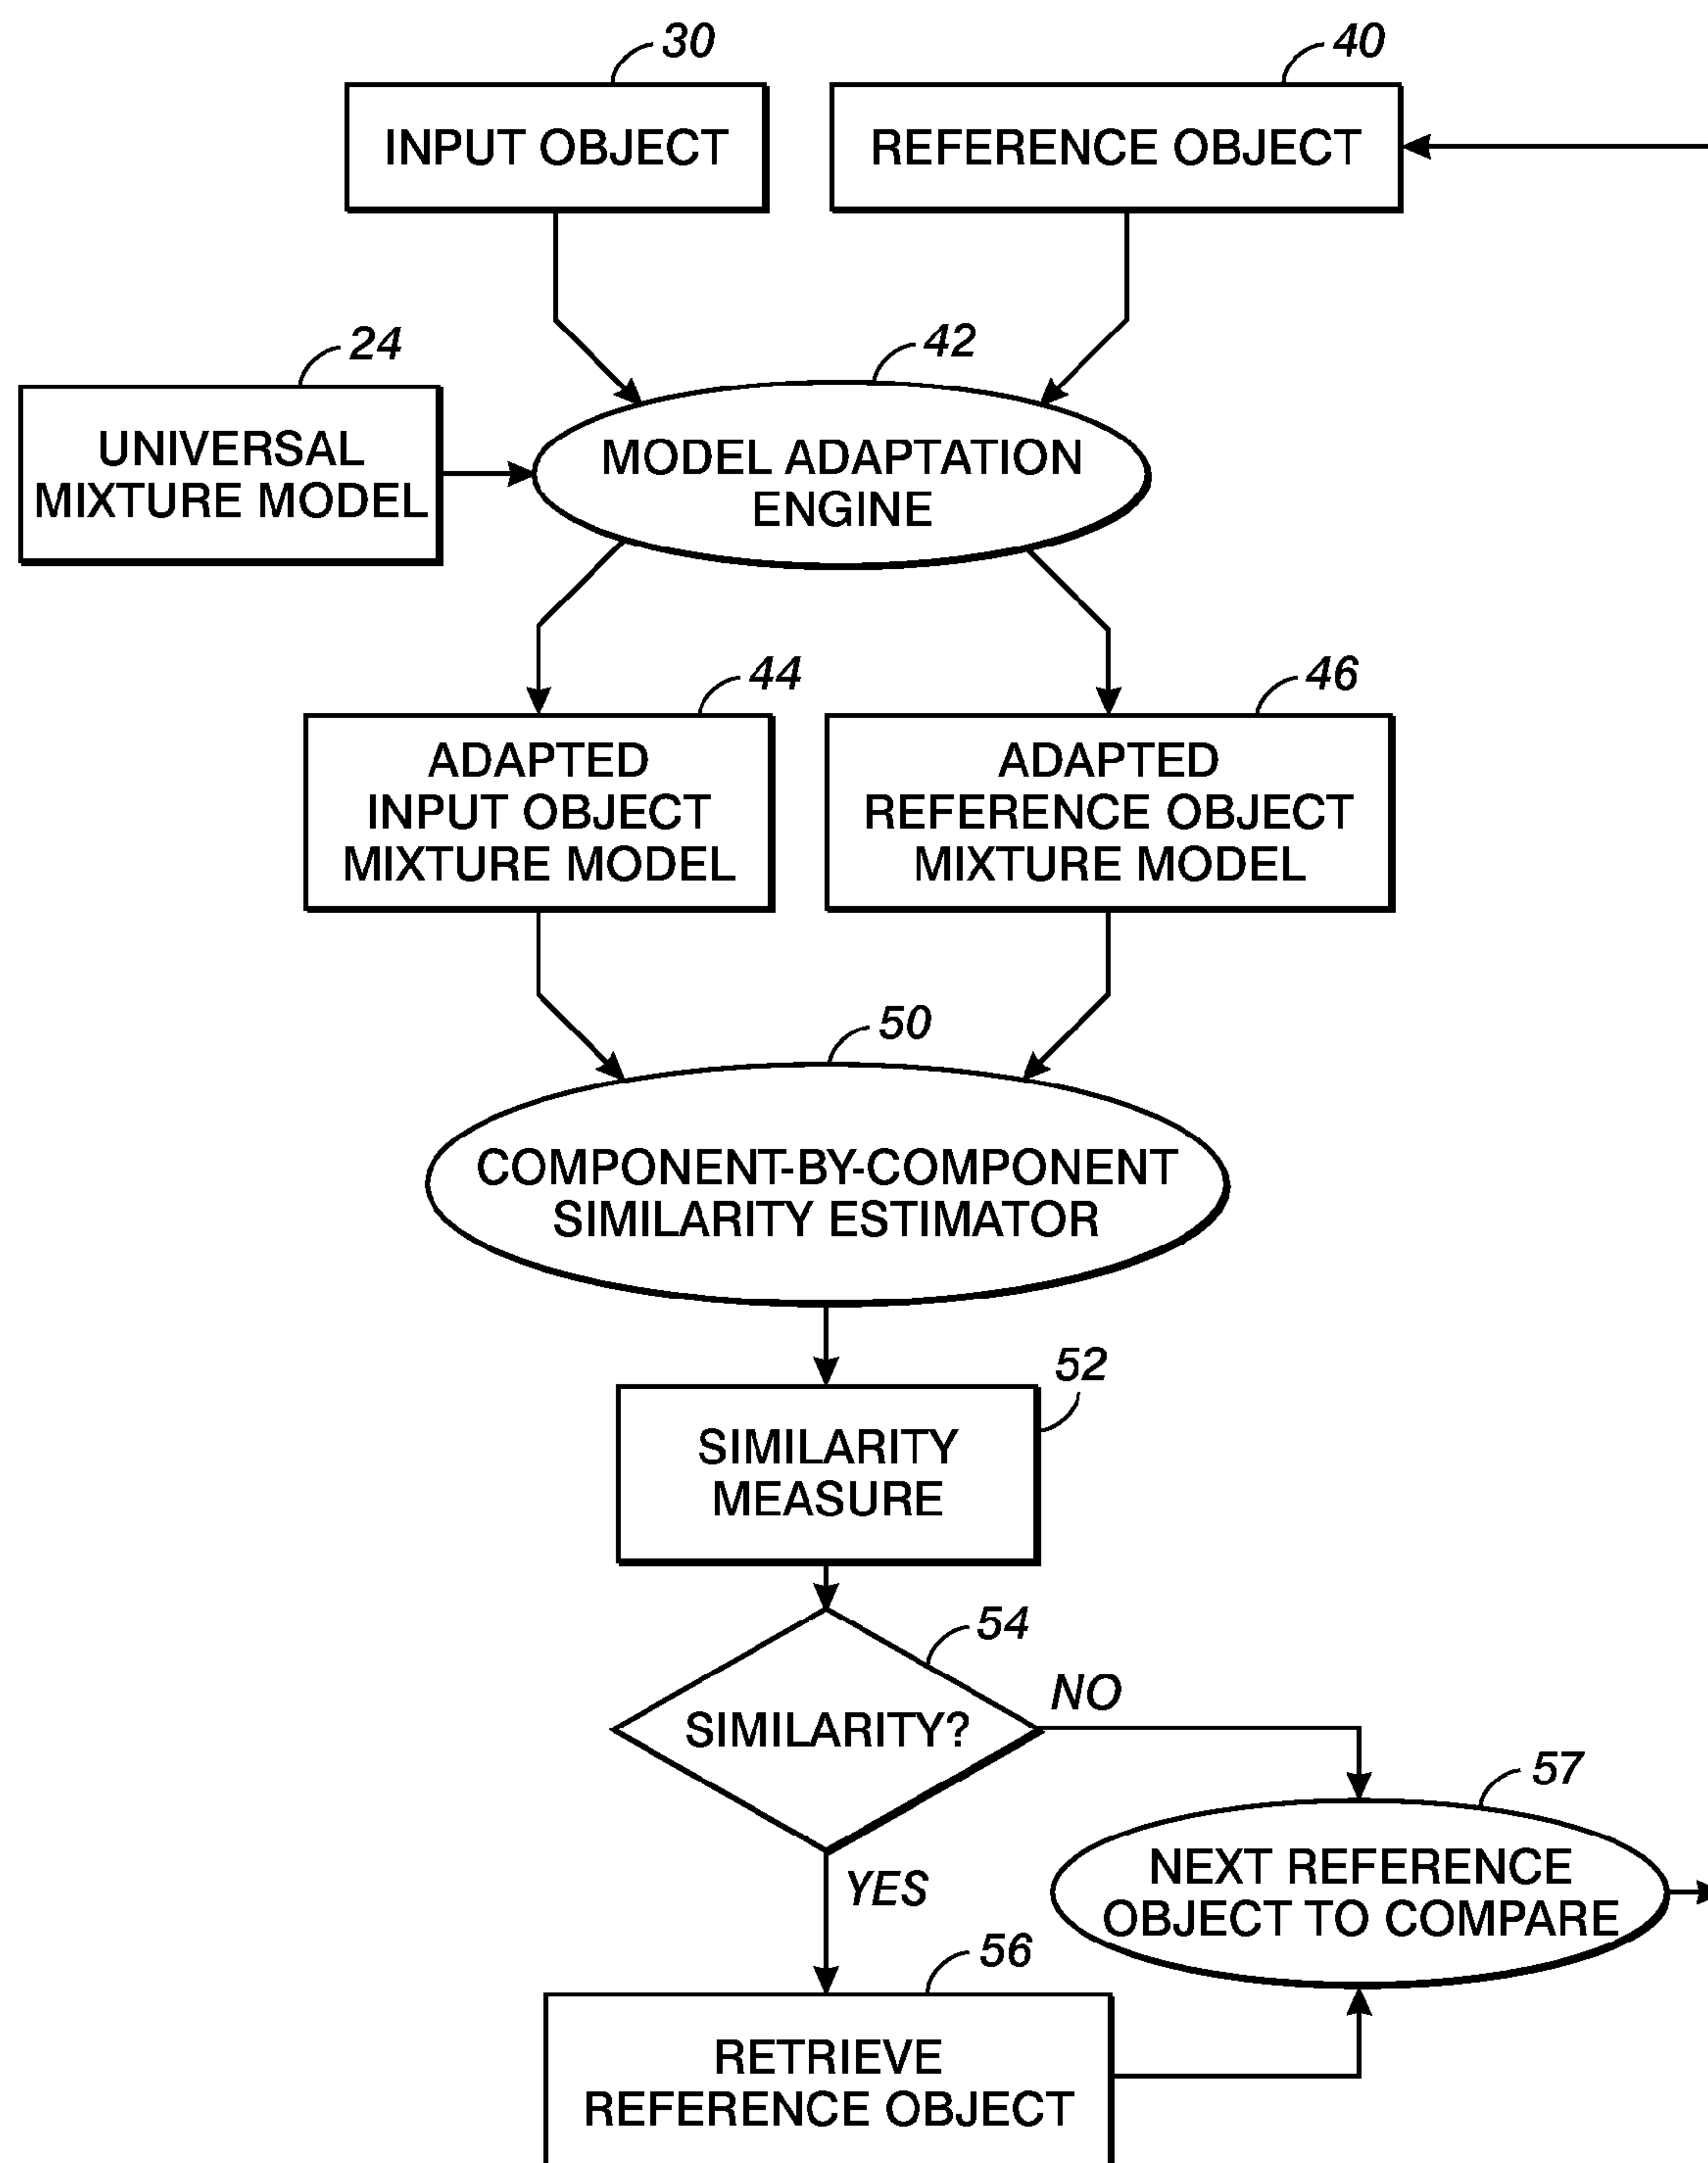 30
40
INPUT OBJECT
REFERENCE OBJECT
24
42
UNIVERSAL
MIXTURE MODEL
MODEL ADAPTATION
ENGINE
44
46
ADAPTED
INPUT OBJECT
MIXTURE MODEL
ADAPTED
REFERENCE OBJECT
MIXTURE MODEL
50
COMPONENT-BY-COMPONENT
SIMILARITY ESTIMATOR
52
SIMILARITY
MEASURE
54
SIMILARITY?
NO
57
NEXT REFERENCE
OBJECT TO COMPARE
YES
56
RETRIEVE
REFERENCE OBJECT